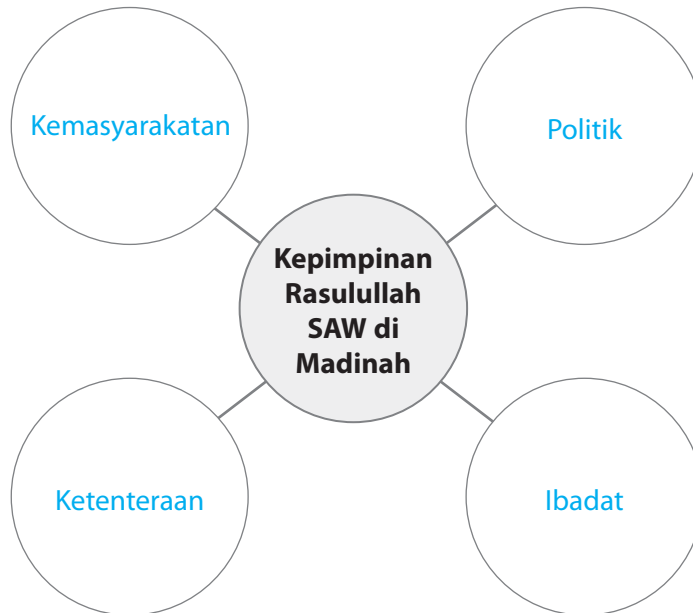 Kemasyarakatan
Politik
Kepimpinan
Rasulullah
SAW di
Madinah
Ketenteraan
Ibadat